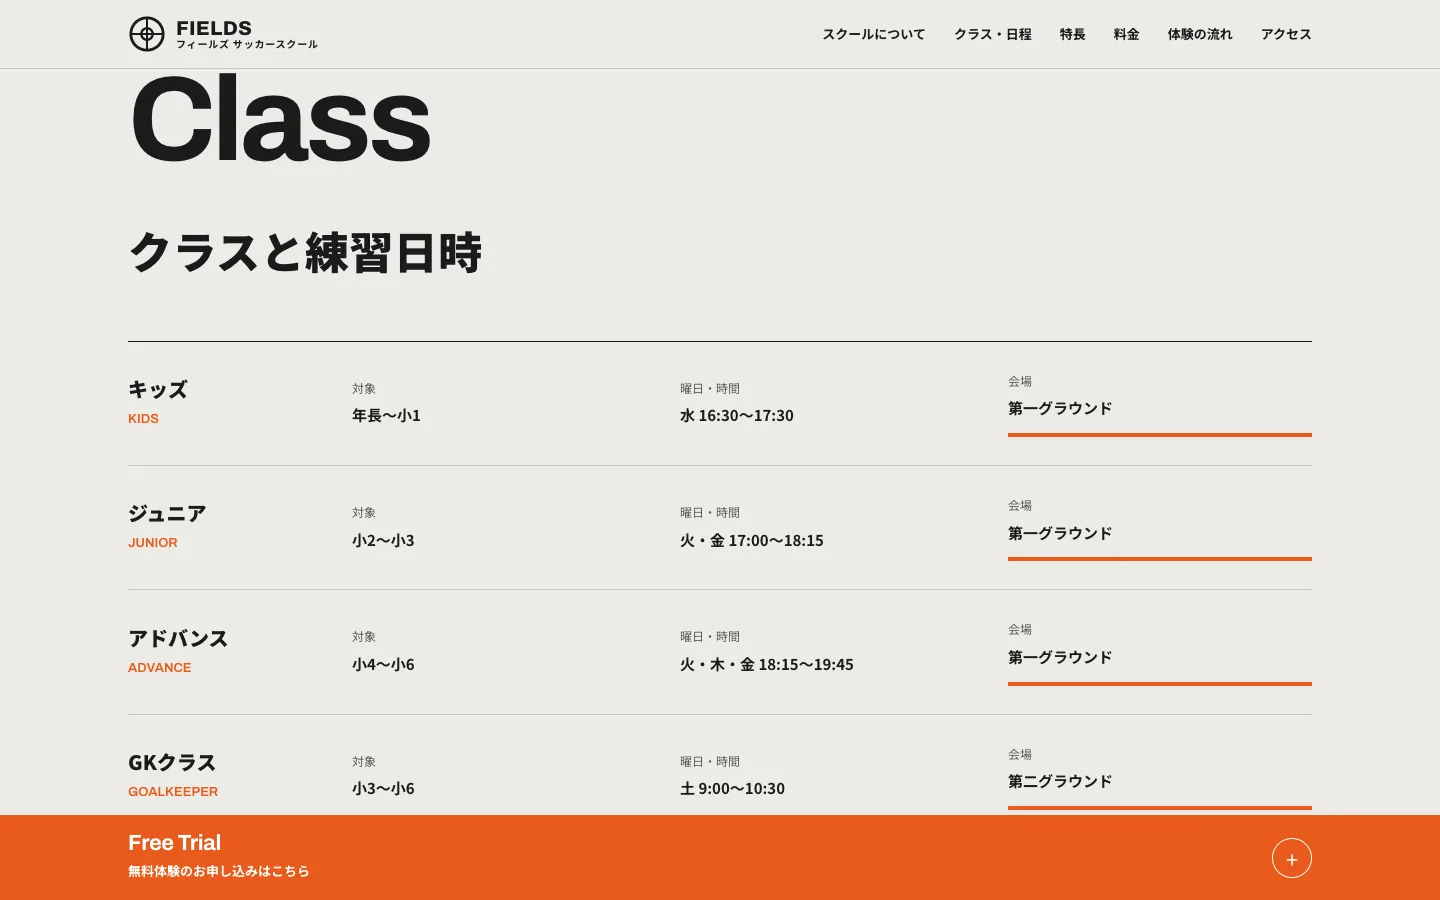 FIELDS
フィールズ サッカースクール
スクールについて
クラス・日程
特長
料金
体験の流れ
アクセス
Class
クラスと練習日時
キッズ
KIDS
対象
年長〜小1
曜日・時間
水 16:30〜17:30
会場
第一グラウンド
ジュニア
JUNIOR
対象
小2〜小3
曜日・時間
火・金 17:00〜18:15
会場
第一グラウンド
アドバンス
ADVANCE
対象
小4〜小6
曜日・時間
火・木・金 18:15〜19:45
会場
第一グラウンド
GKクラス
GOALKEEPER
対象
小3〜小6
曜日・時間
土 9:00〜10:30
会場
第二グラウンド
Free Trial
無料体験のお申し込みはこちら
+